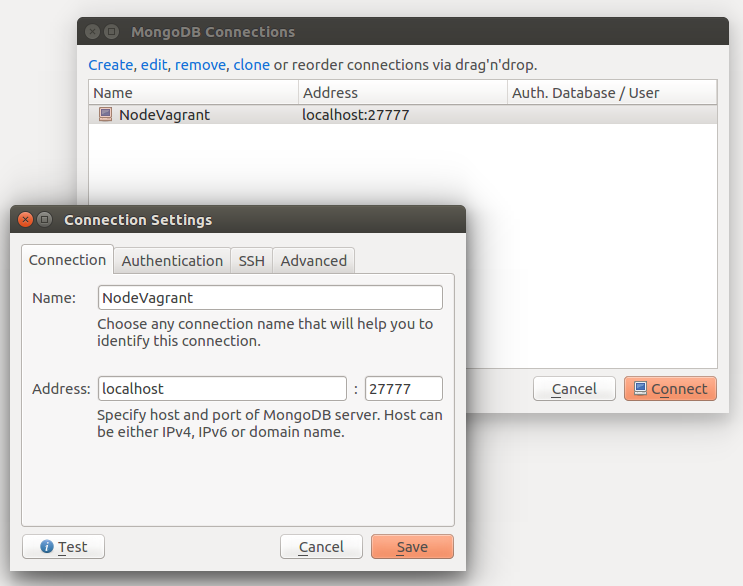 MongoDB Connections
Create, edit, remove, clone or reorder connections via drag'n'drop.
Name Address Auth. Database / User
NodeVagrant localhost:27777
Cancel Connect
Connection Settings
Connection Authentication SSH Advanced
Name: NodeVagrant
Choose any connection name that will help you to
identify this connection.
Address: localhost : 27777
Specify host and port of MongoDB server. Host can
be either IPv4, IPv6 or domain name.
Test Cancel Save